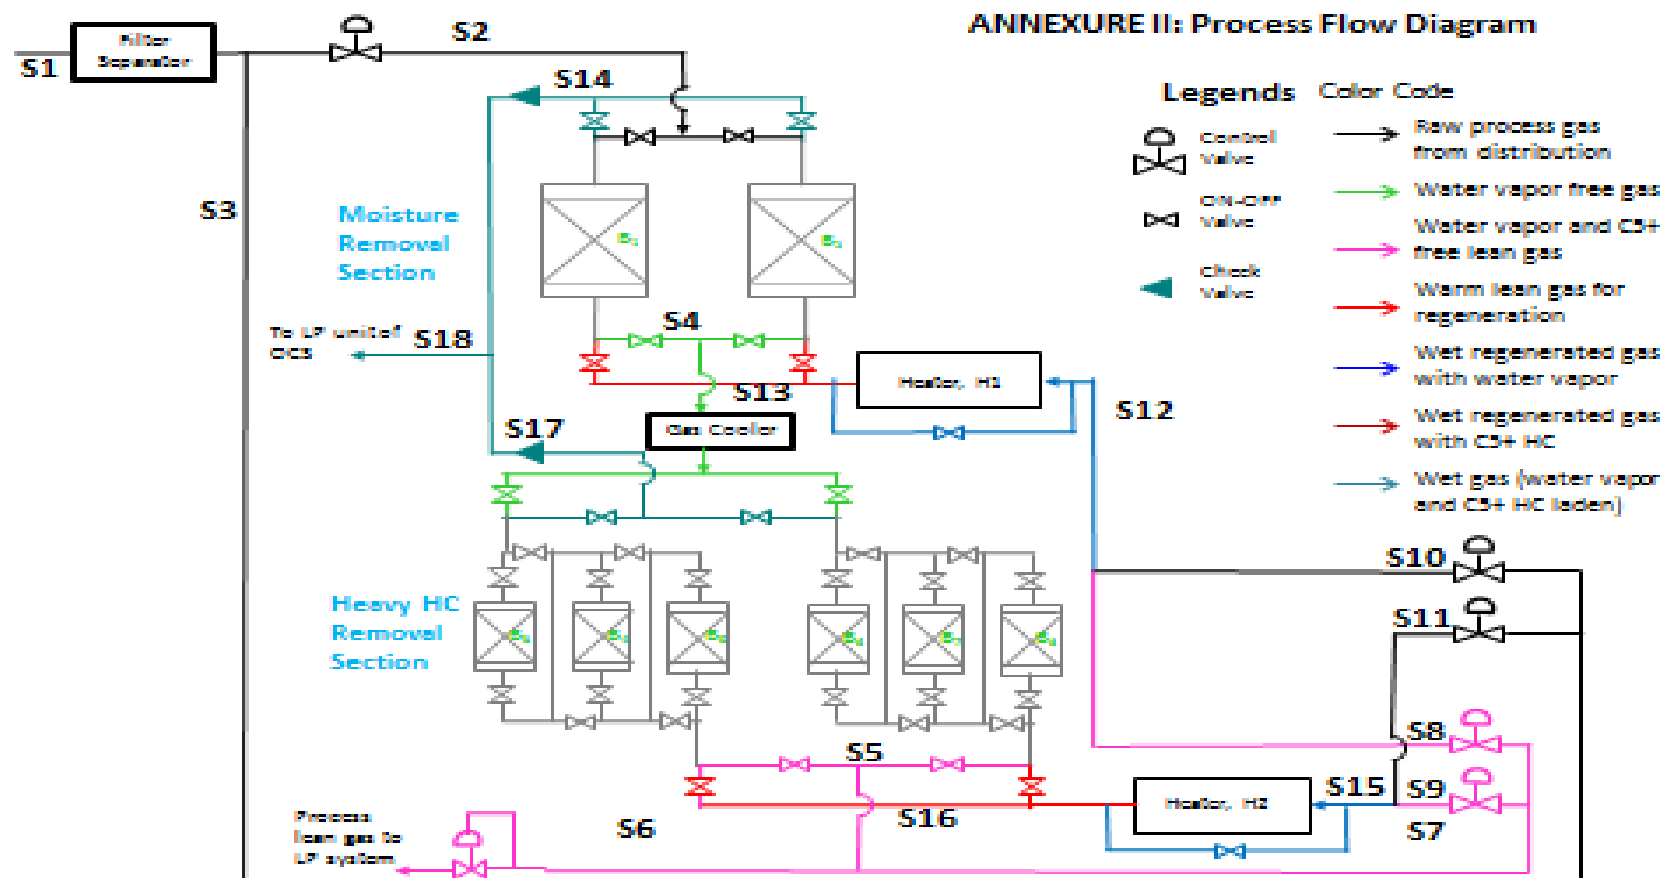 ANNEXURE II: Process Flow Diagram
Filter
Separator
S1
S2
S14
S3
Moisture
Removal
Section
Legends
Color Code
Control
Valve
ON-OFF
Valve
Check
Valve
Raw process gas
from distribution
Water vapor free gas
Water vapor and C5+
free lean gas
Warm lean gas for
regeneration
Wet regenerated gas
with water vapor
Wet regenerated gas
with C5+ HC
Wet gas (water vapor
and C5+ HC laden)
S4
To LP unit of
S18
S13
Heater, H1
S12
Gas Cooler
S17
S10
S11
Heavy HC
Removal
Section
S5
S8
S15
S9
Heater, H2
S16
S7
S6
Process
lean gas to
LP system